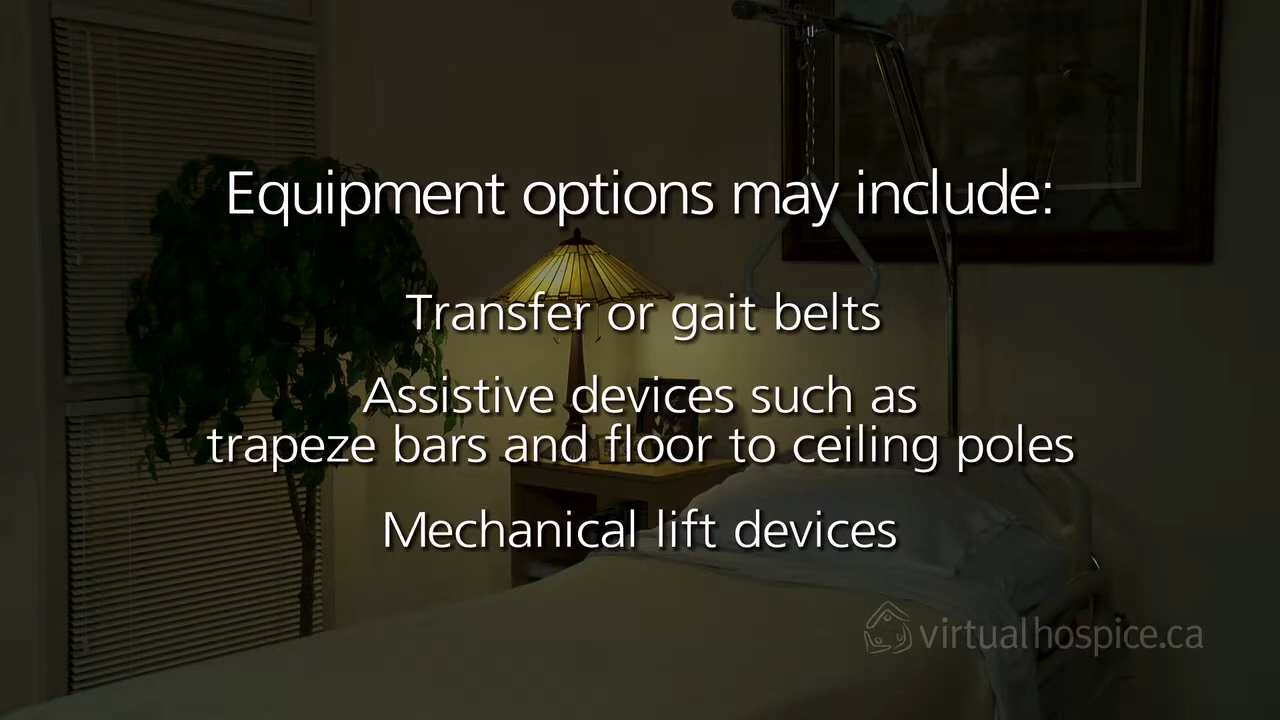 Equipment options may include:
Transfer or gait belts
Assistive devices such as
trapeze bars and floor to ceiling poles
Mechanical lift devices
virtualhospice.ca